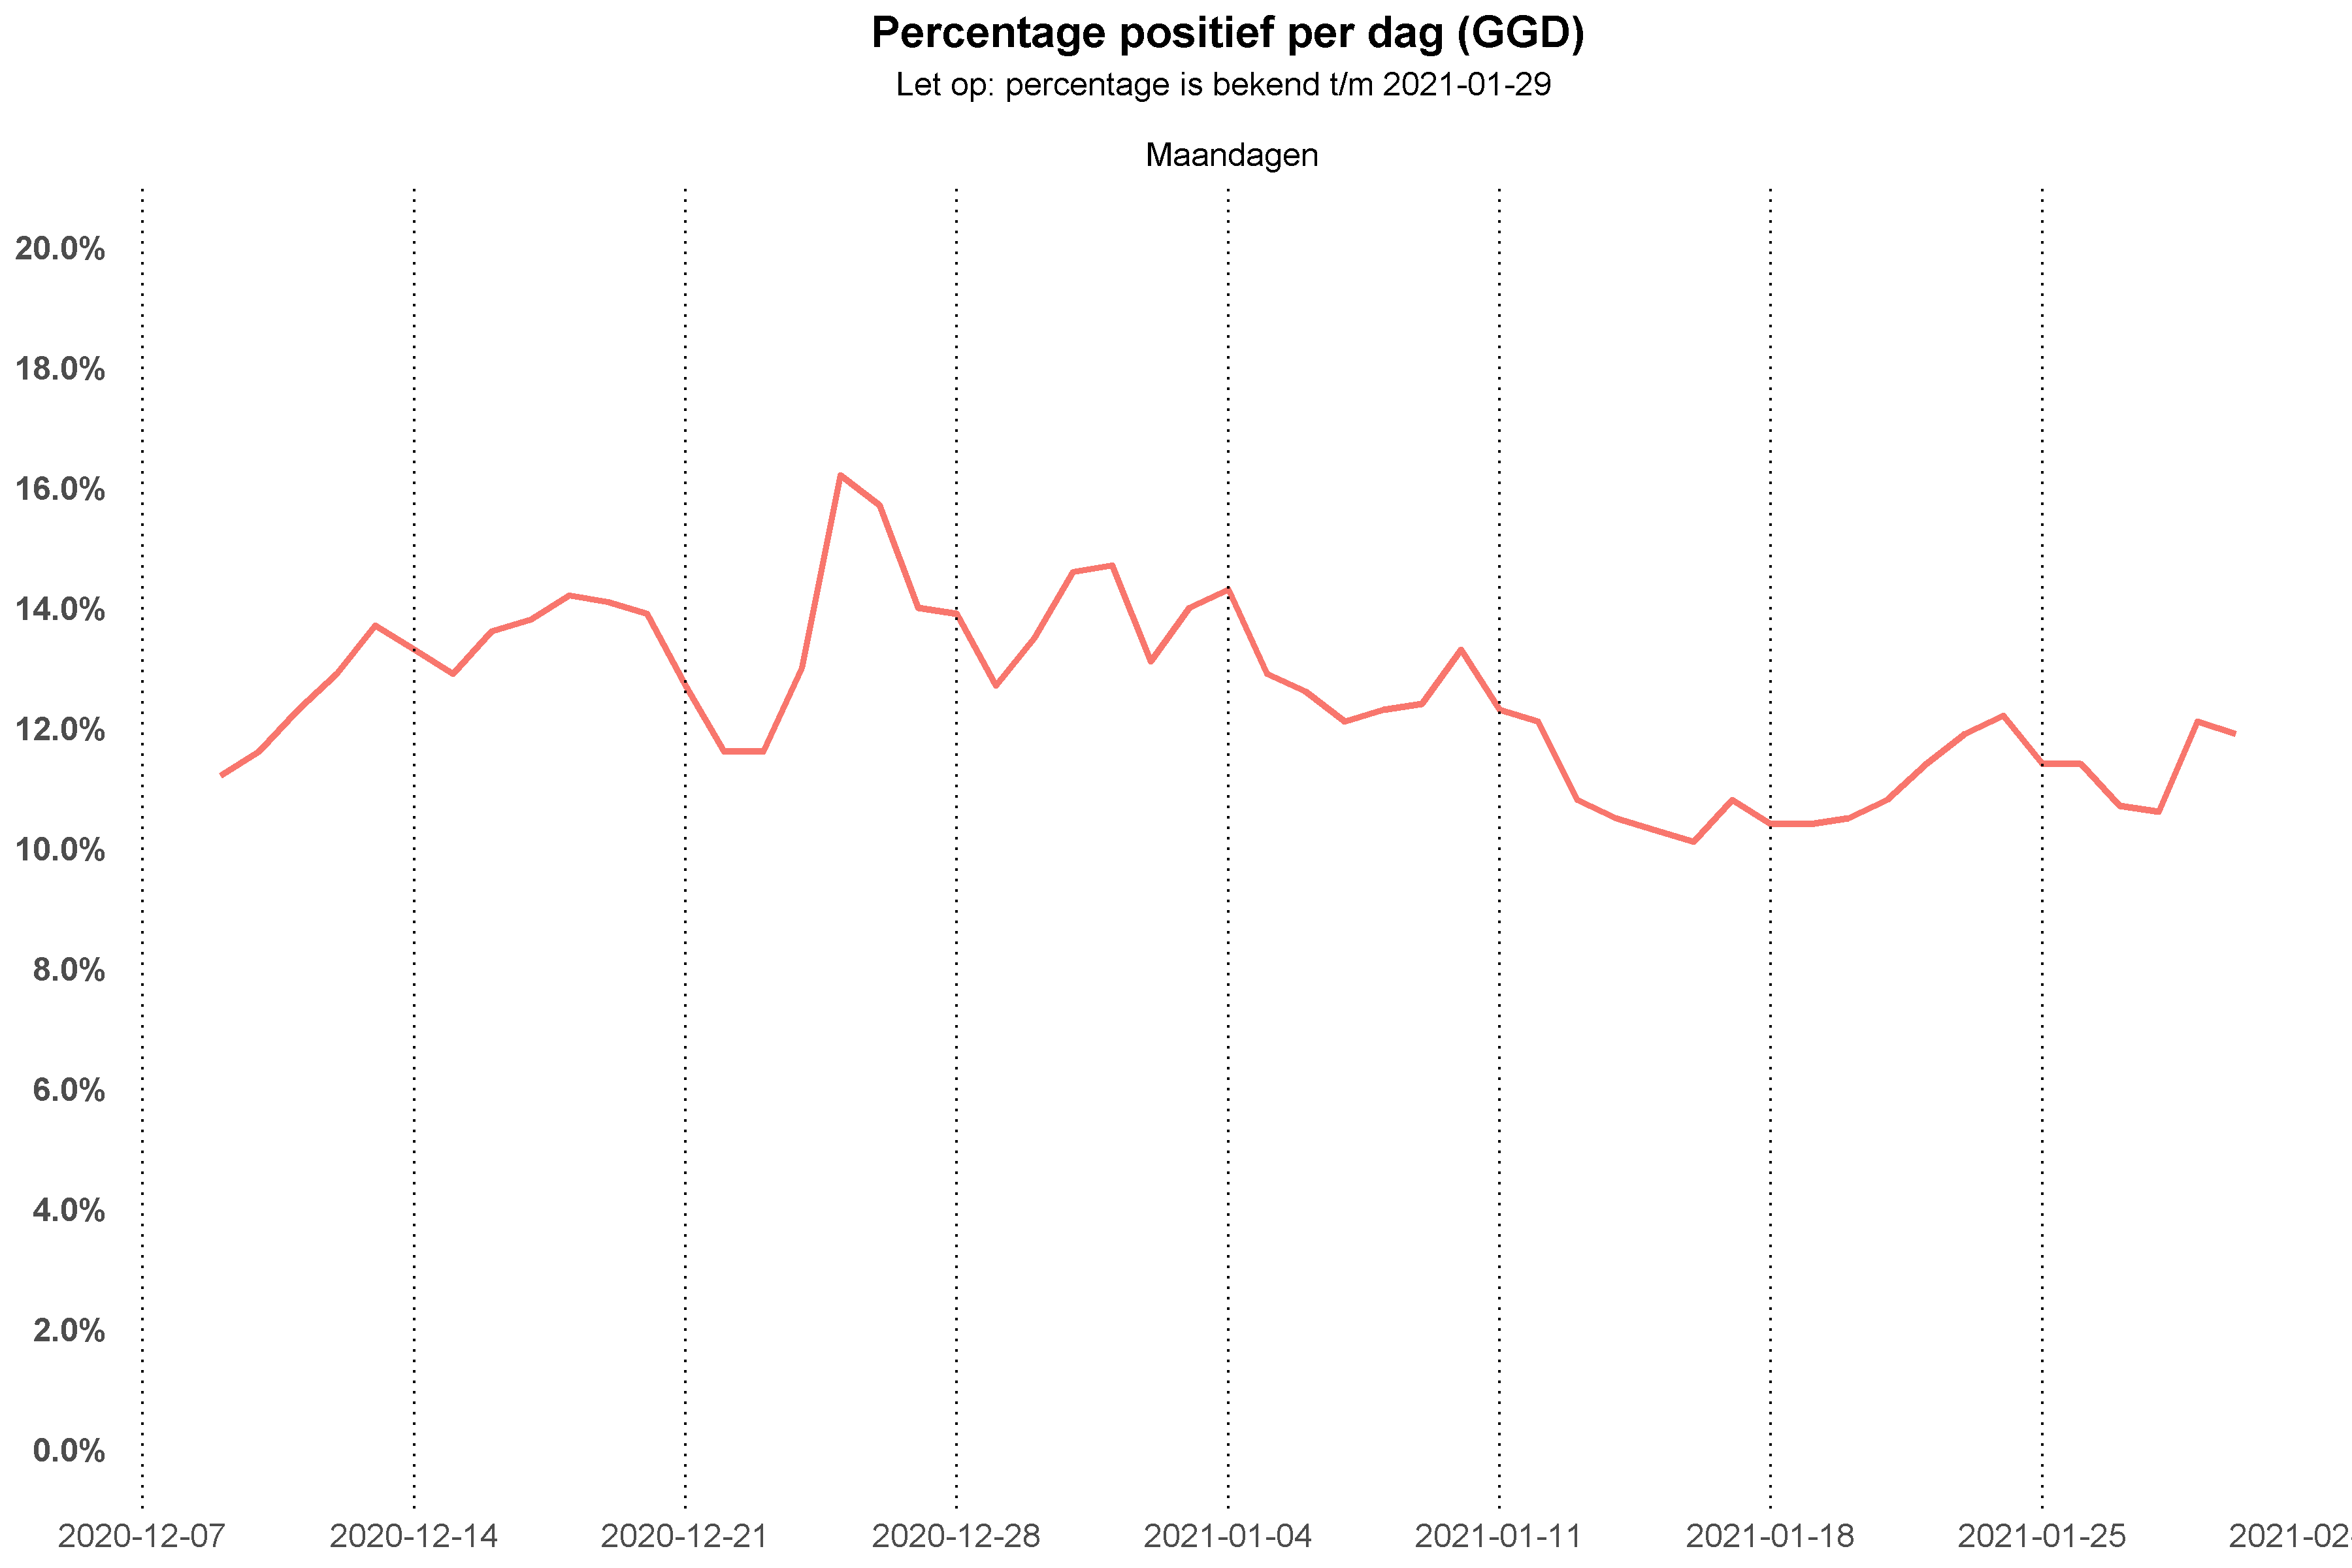 Percentage positief per dag (GGD)
Let op: percentage is bekend t/m 2021-01-29
Maandagen
20.0%
18.0%
16.0%
14.0%
12.0%
10.0%
8.0%
6.0%
4.0%
2.0%
0.0%
2020-12-07 2020-12-14 2020-12-21 2020-12-28 2021-01-04 2021-01-11 2021-01-18 2021-01-25 2021-02